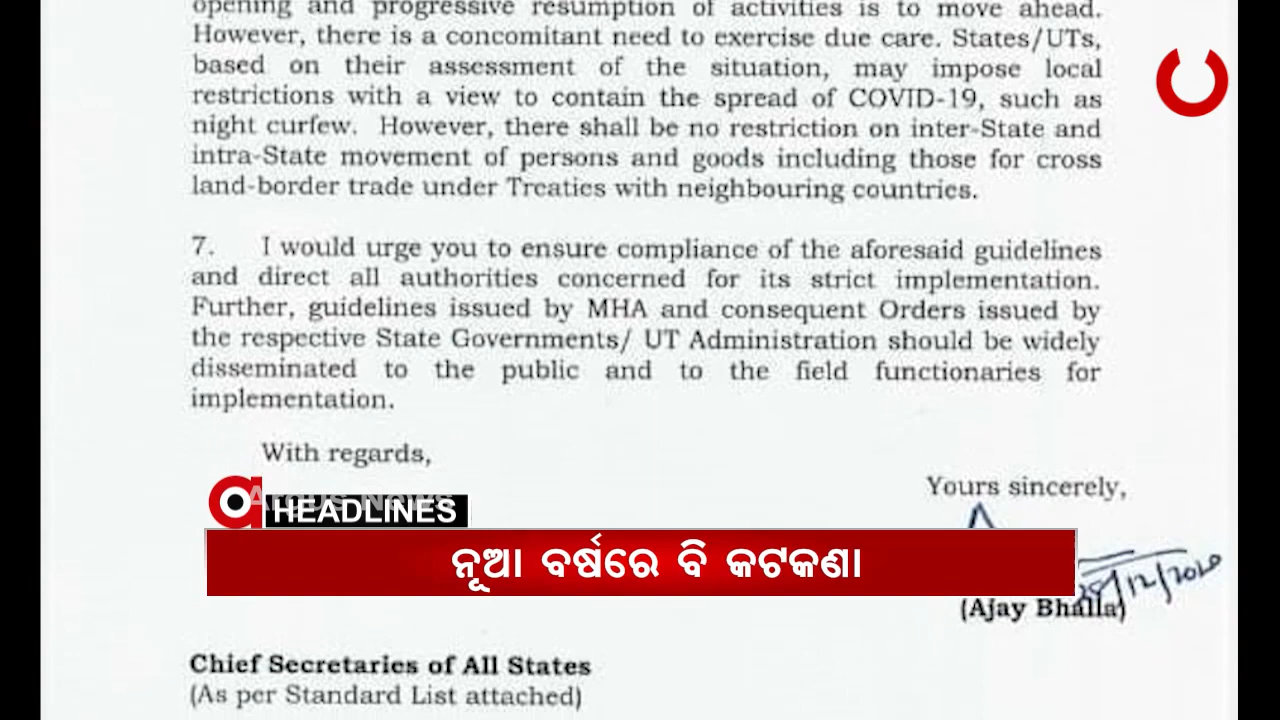 opening and progressive resumption of activities is to move ahead.
However, there is a concomitant need to exercise due care. States/UTs,
based on their assessment of the situation, may impose local
restrictions with a view to contain the spread of COVID-19, such as
night curfew. However, there shall be no restriction on inter-State and
intra-State movement of persons and goods including those for cross
land-border trade under Treaties with neighbouring countries.
7. I would urge you to ensure compliance of the aforesaid guidelines
and direct all authorities concerned for its strict implementation.
Further, guidelines issued by MHA and consequent Orders issued by
the respective State Governments/ UT Administration should be widely
disseminated to the public and to the field functionaries for
implementation.
With regards,
Yours sincerely,
Argus News
HEADLINES
ନୂଆ ବର୍ଷରେ ବି କଟକଣା
(Ajay Bhalla)
Chief Secretaries of All States
(As per Standard List attached)